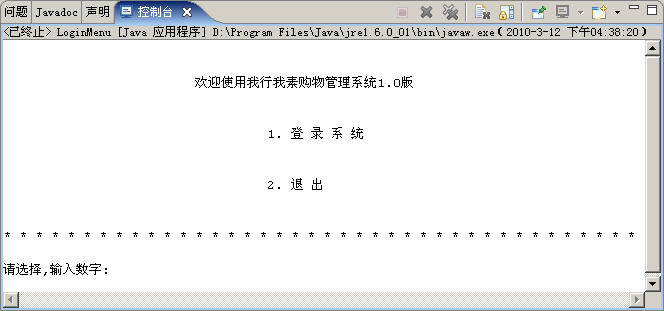 问题 Javadoc 声明 控制台
<已终止> LoginMenu [Java 应用程序] D:\Program Files\Java\jre1.6.0_01\bin\javaw.exe (2010-3-12 下午04:38:20)
欢迎使用我行我素购物管理系统1.0版
1. 登 录 系 统
2. 退 出
* * * * * * * * * * * * * * * * * * * * * * * * * * * * * * * * * * * * * * * *
请选择,输入数字: